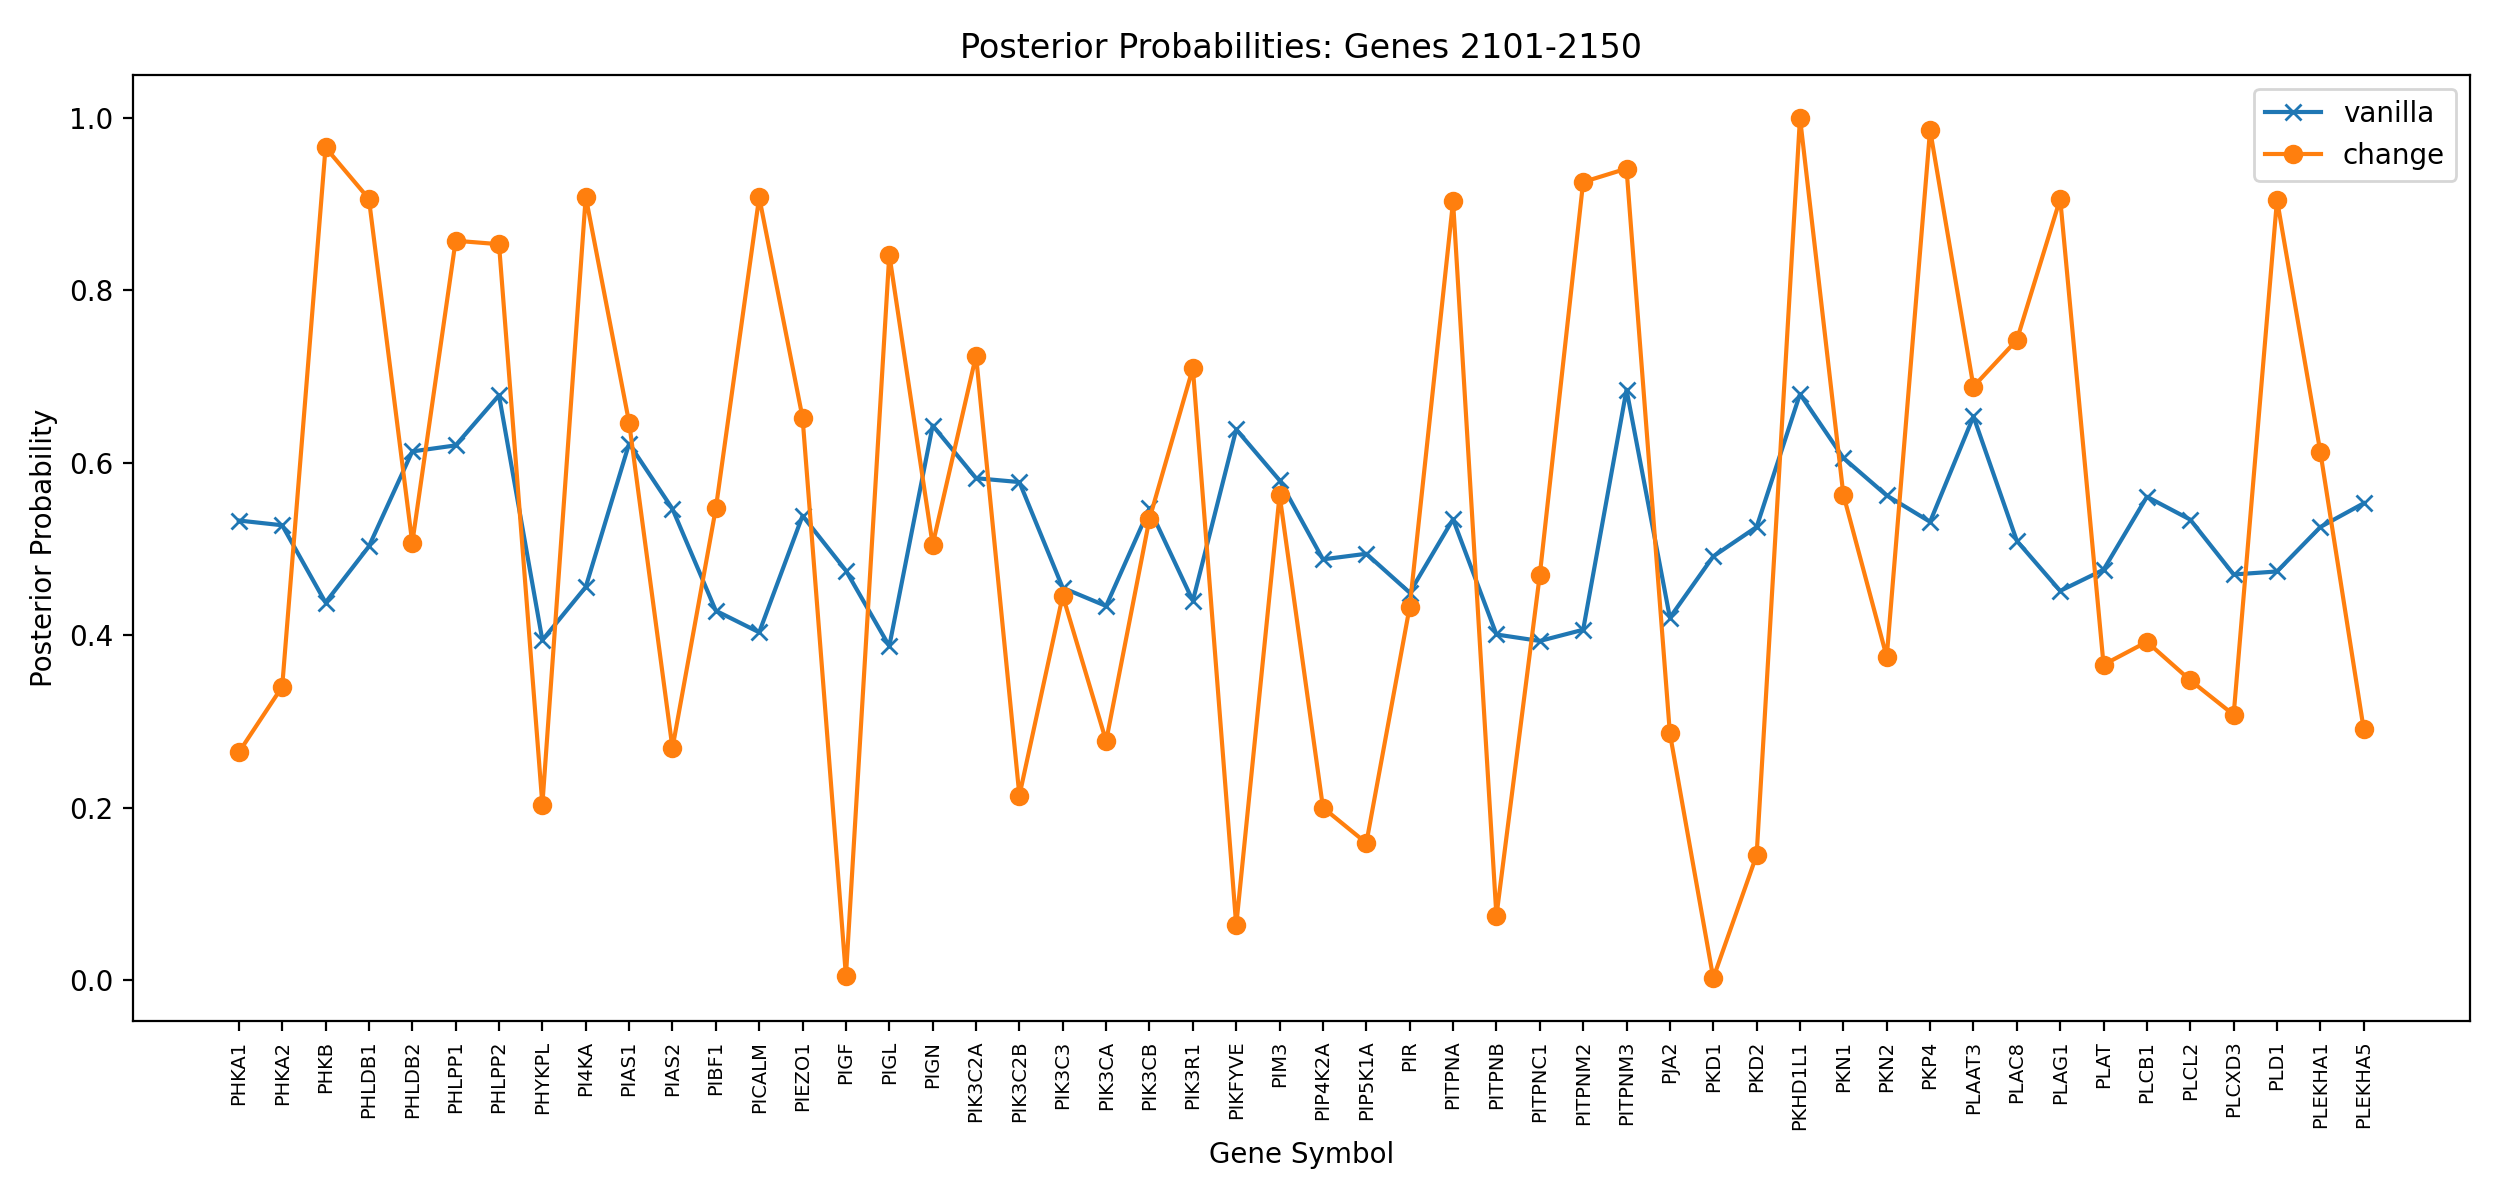 Posterior Probabilities: Genes 2101-2150
vanilla
change
Posterior Probability
1.0
0.8
0.6
0.4
0.2
0.0
PHKA1
PHKA2
PHKB
PHLDB1
PHLDB2
PHLPP1
PHLPP2
PHYKPL
PI4KA
PIAS1
PIAS2
PIBF1
PICALM
PIEZO1
PIGF
PIGL
PIGN
PIK3C2A
PIK3C2B
PIK3C3
PIK3CA
PIK3CB
PIK3R1
PIKFYVE
PIM3
PIP4K2A
PIP5K1A
PIR
PITPNA
PITPNB
PITPNC1
PITPNM2
PITPNM3
PJA2
PKD1
PKD2
PKHD1L1
PKN1
PKN2
PKP4
PLAAT3
PLAC8
PLAG1
PLAT
PLCB1
PLCL2
PLCXD3
PLD1
PLEKHA1
PLEKHA5
Gene Symbol